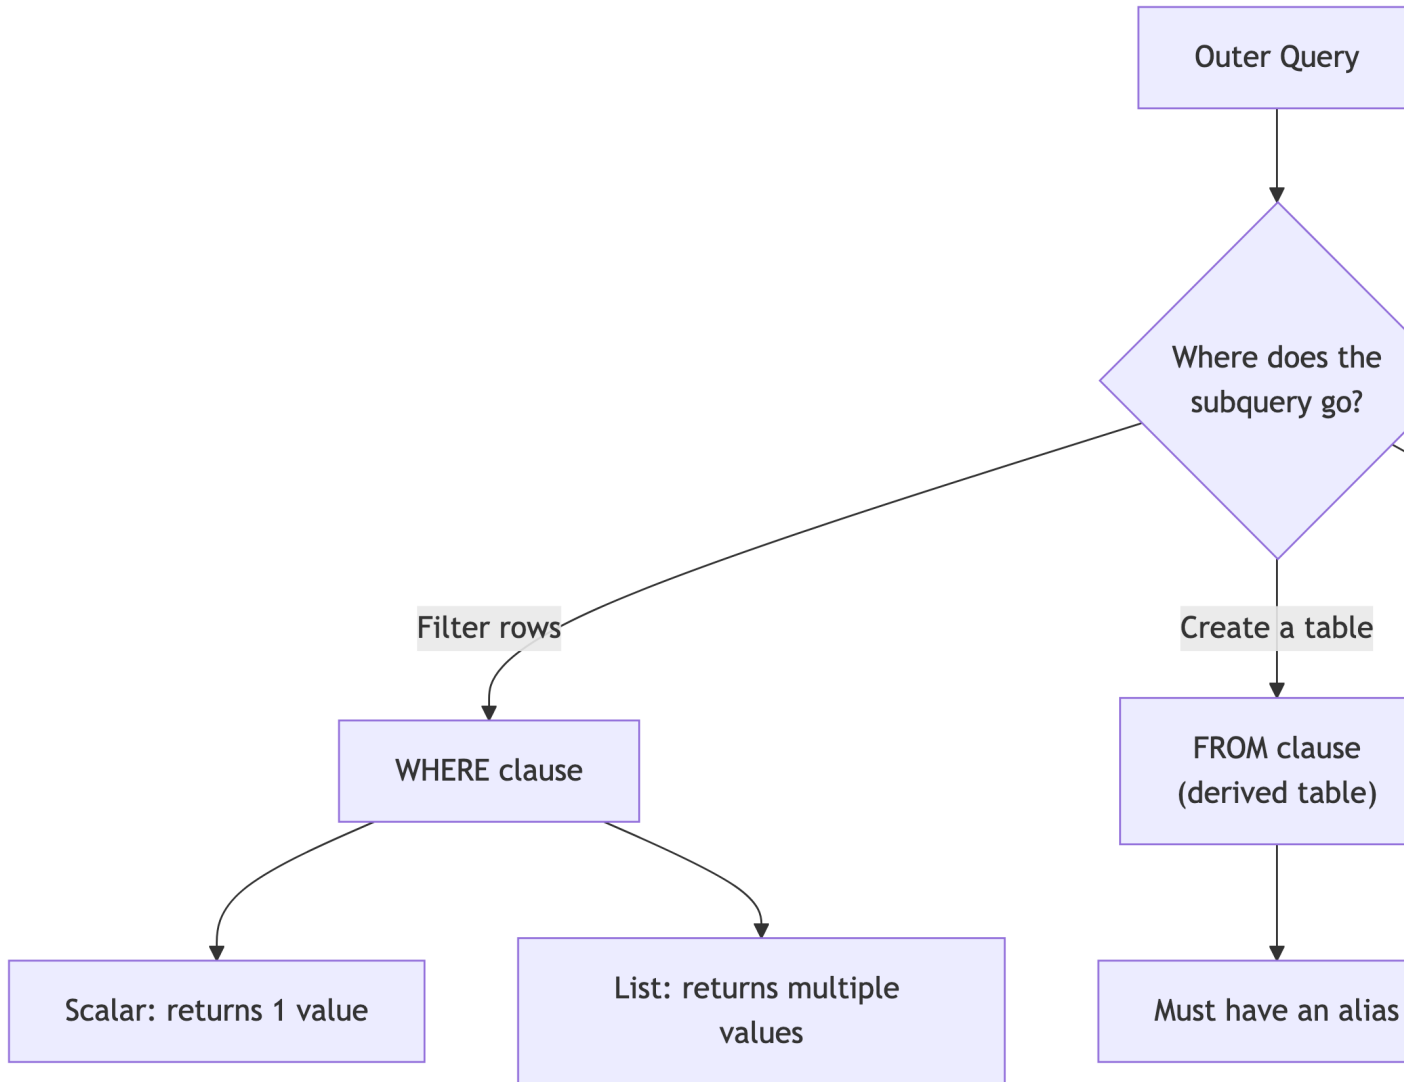 Outer Query
Where does the
subquery go?
Filter rows
Create a table
WHERE clause
FROM clause
(derived table)
Scalar: returns 1 value
List: returns multiple
values
Must have an alias